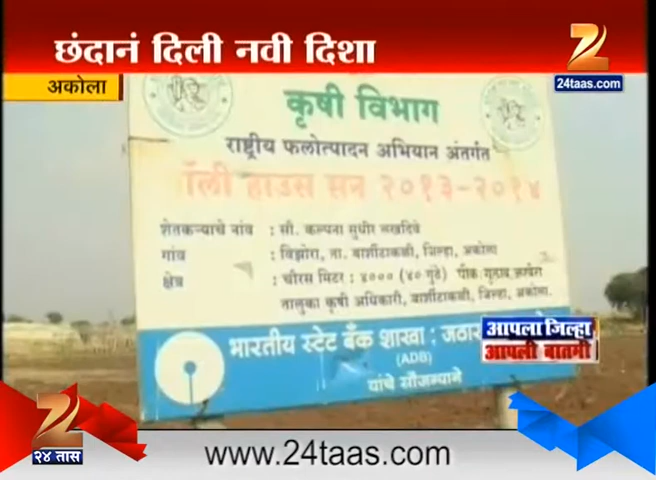 छंदानं दिली नवी दिशा
24taas.com
अकोला
कृषी विभाग
राष्ट्रीय फलोत्पादन अभियान अंतर्गत
ॉली हाउस सन २०१३-२०१४
शेतकऱ्याचे नांव : सौ. कल्पना सुधीर
गांव : विझोरा, ता. बार्शीटाकळी, जिल्हा, अकोला
क्षेत्र : चौरस मिटर : ४००० (४० गुंठे) पीक गुलाब
तालुका कृषी अधिकारी, बार्शीटाकळी, जिल्हा, अकोला.
आपला जिल्हा
आपली बातमी
भारतीय स्टेट बँक शाखा : जठार
(ADB)
यांचे सौजन्याने
२४ तास
www.24taas.com